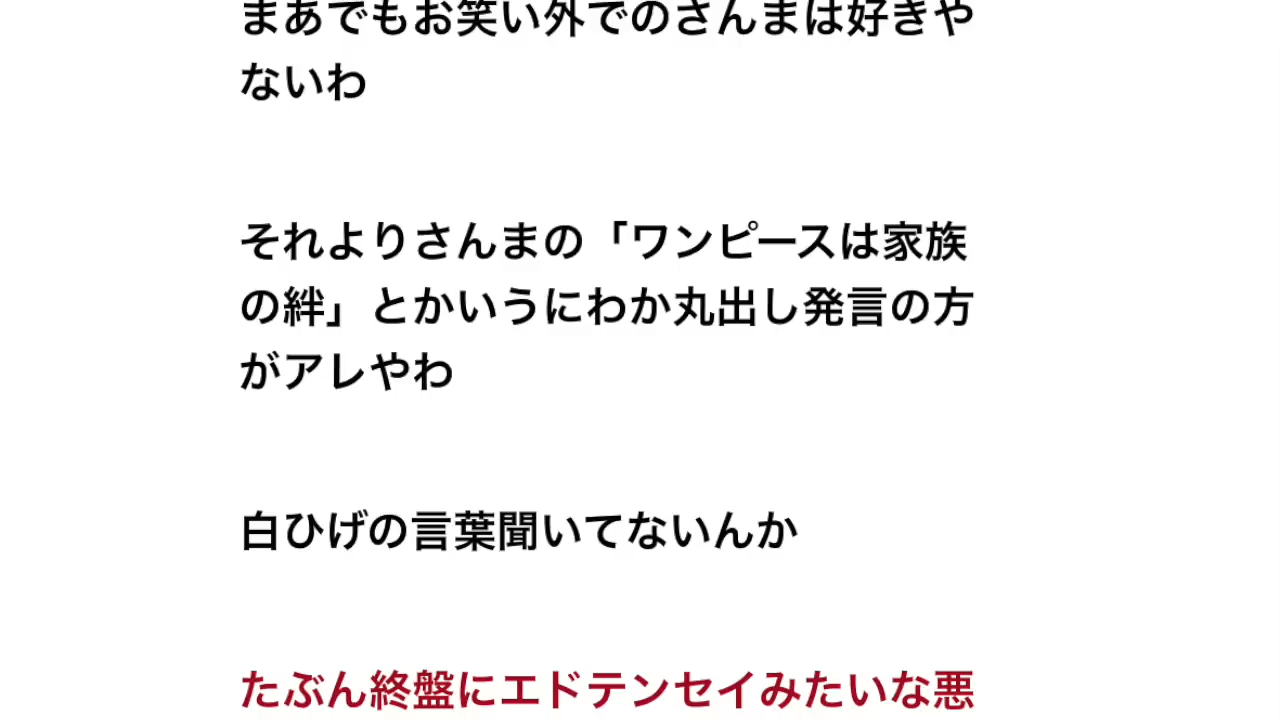 まあでもお笑い外でのさんまは好きや
ないわ
それよりさんまの「ワンピースは家族
の絆」とかいうにわか丸出し発言の方
がアレやわ
白ひげの言葉聞いてないんか
たぶん終盤にエドテンセイみたいな悪